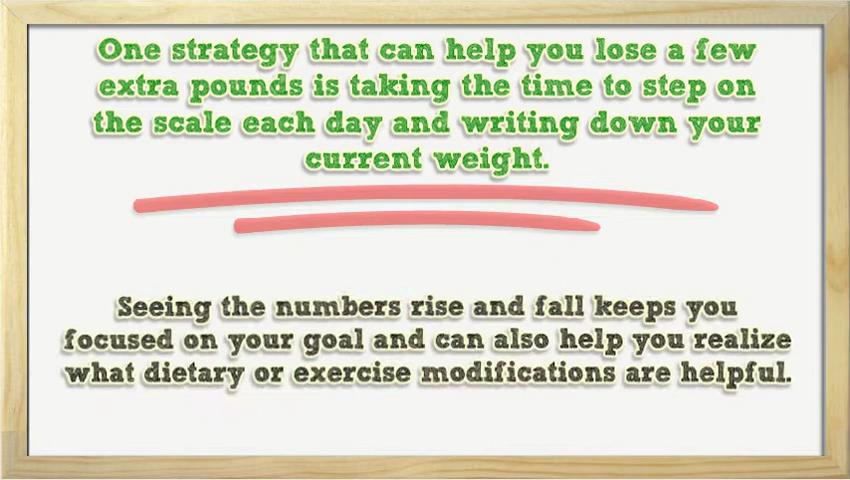 One strategy that can help you lose a few
extra pounds is taking the time to step on
the scale each day and writing down your
current weight.
Seeing the numbers rise and fall keeps you
focused on your goal and can also help you realize
what dietary or exercise modifications are helpful.